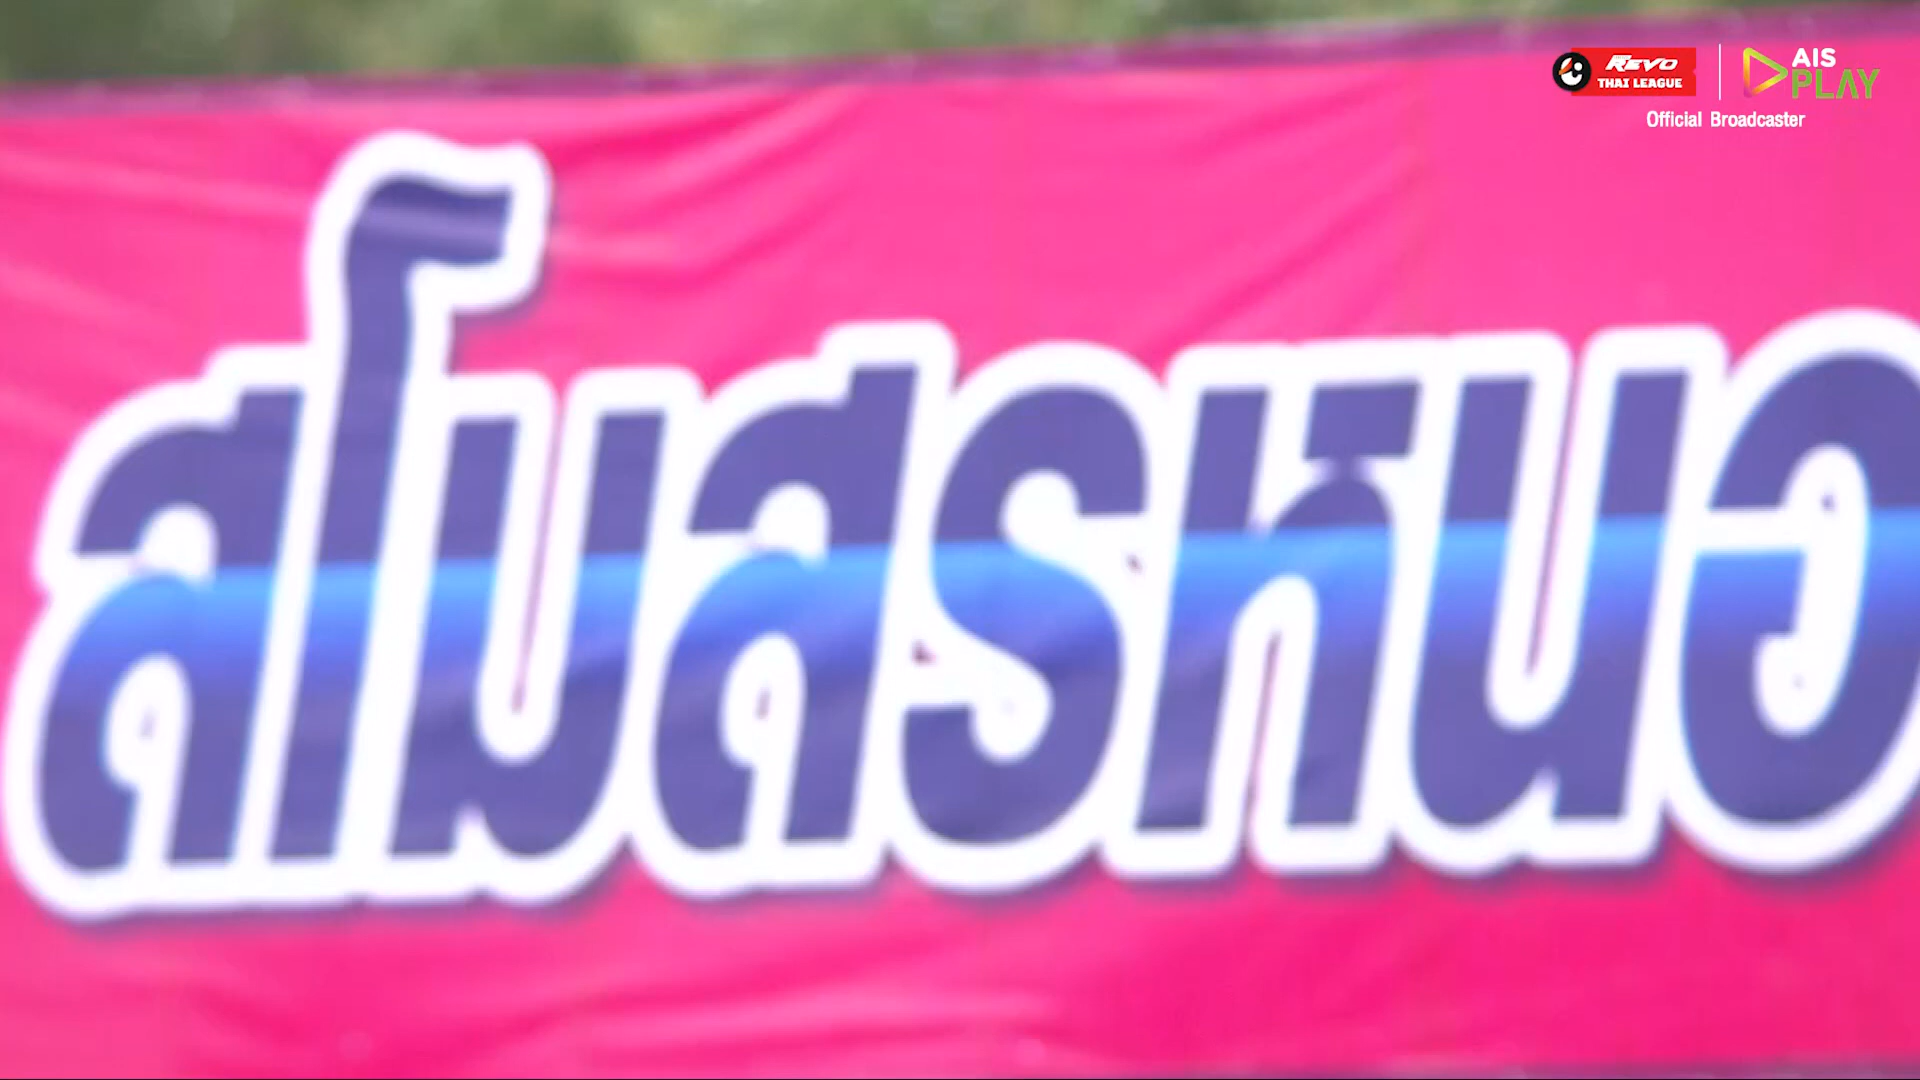 REVO
THAI LEAGUE
AIS
PLAY
Official Broadcaster
สโมสรหนอ